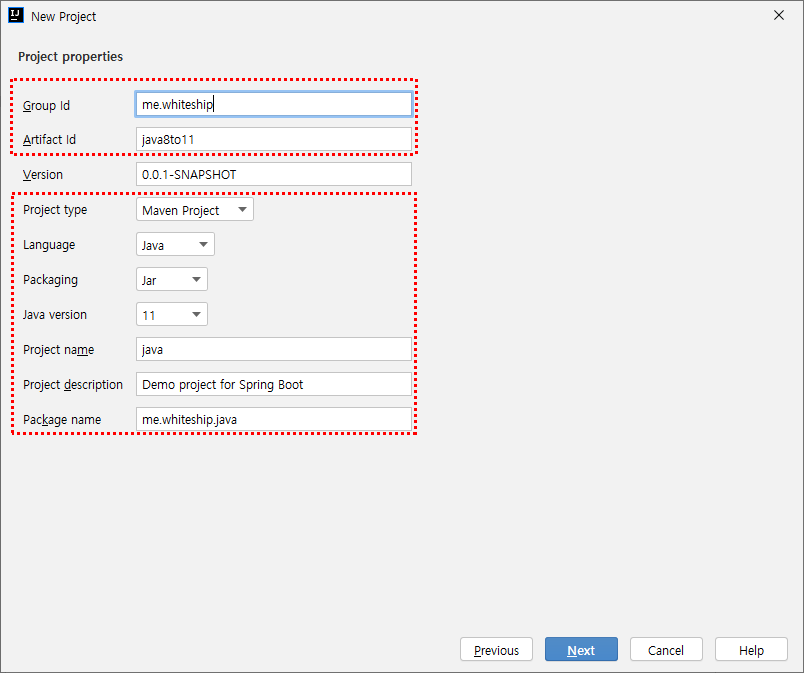 IJ New Project
Project properties
Group Id me.whiteship
Artifact Id java8to11
Version 0.0.1-SNAPSHOT
Project type Maven Project
Language Java
Packaging Jar
Java version 11
Project name java
Project description Demo project for Spring Boot
Package name me.whiteship.java
Previous Next Cancel Help